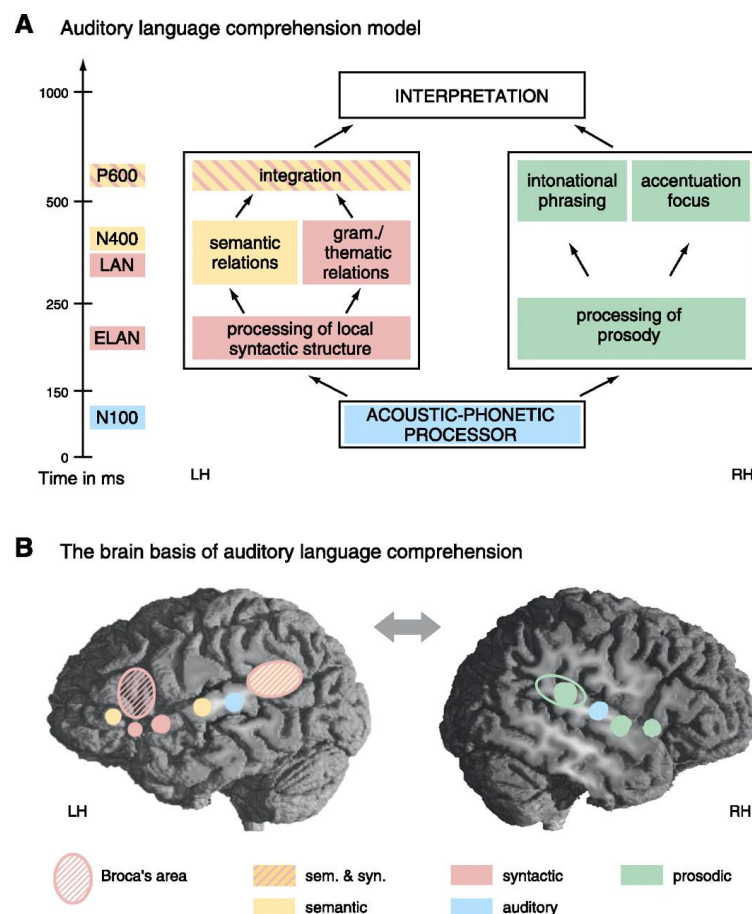 A Auditory language comprehension model
1000
INTERPRETATION
P600
integration
intonational
phrasing
accentuation
focus
500
N400
semantic
relations
gram./
thematic
relations
LAN
250
ELAN
processing of local
syntactic structure
processing of
prosody
150
N100
ACOUSTIC-PHONETIC
PROCESSOR
0
Time in ms
LH
RH
B The brain basis of auditory language comprehension
LH
RH
Broca's area
sem. & syn.
syntactic
prosodic
semantic
auditory